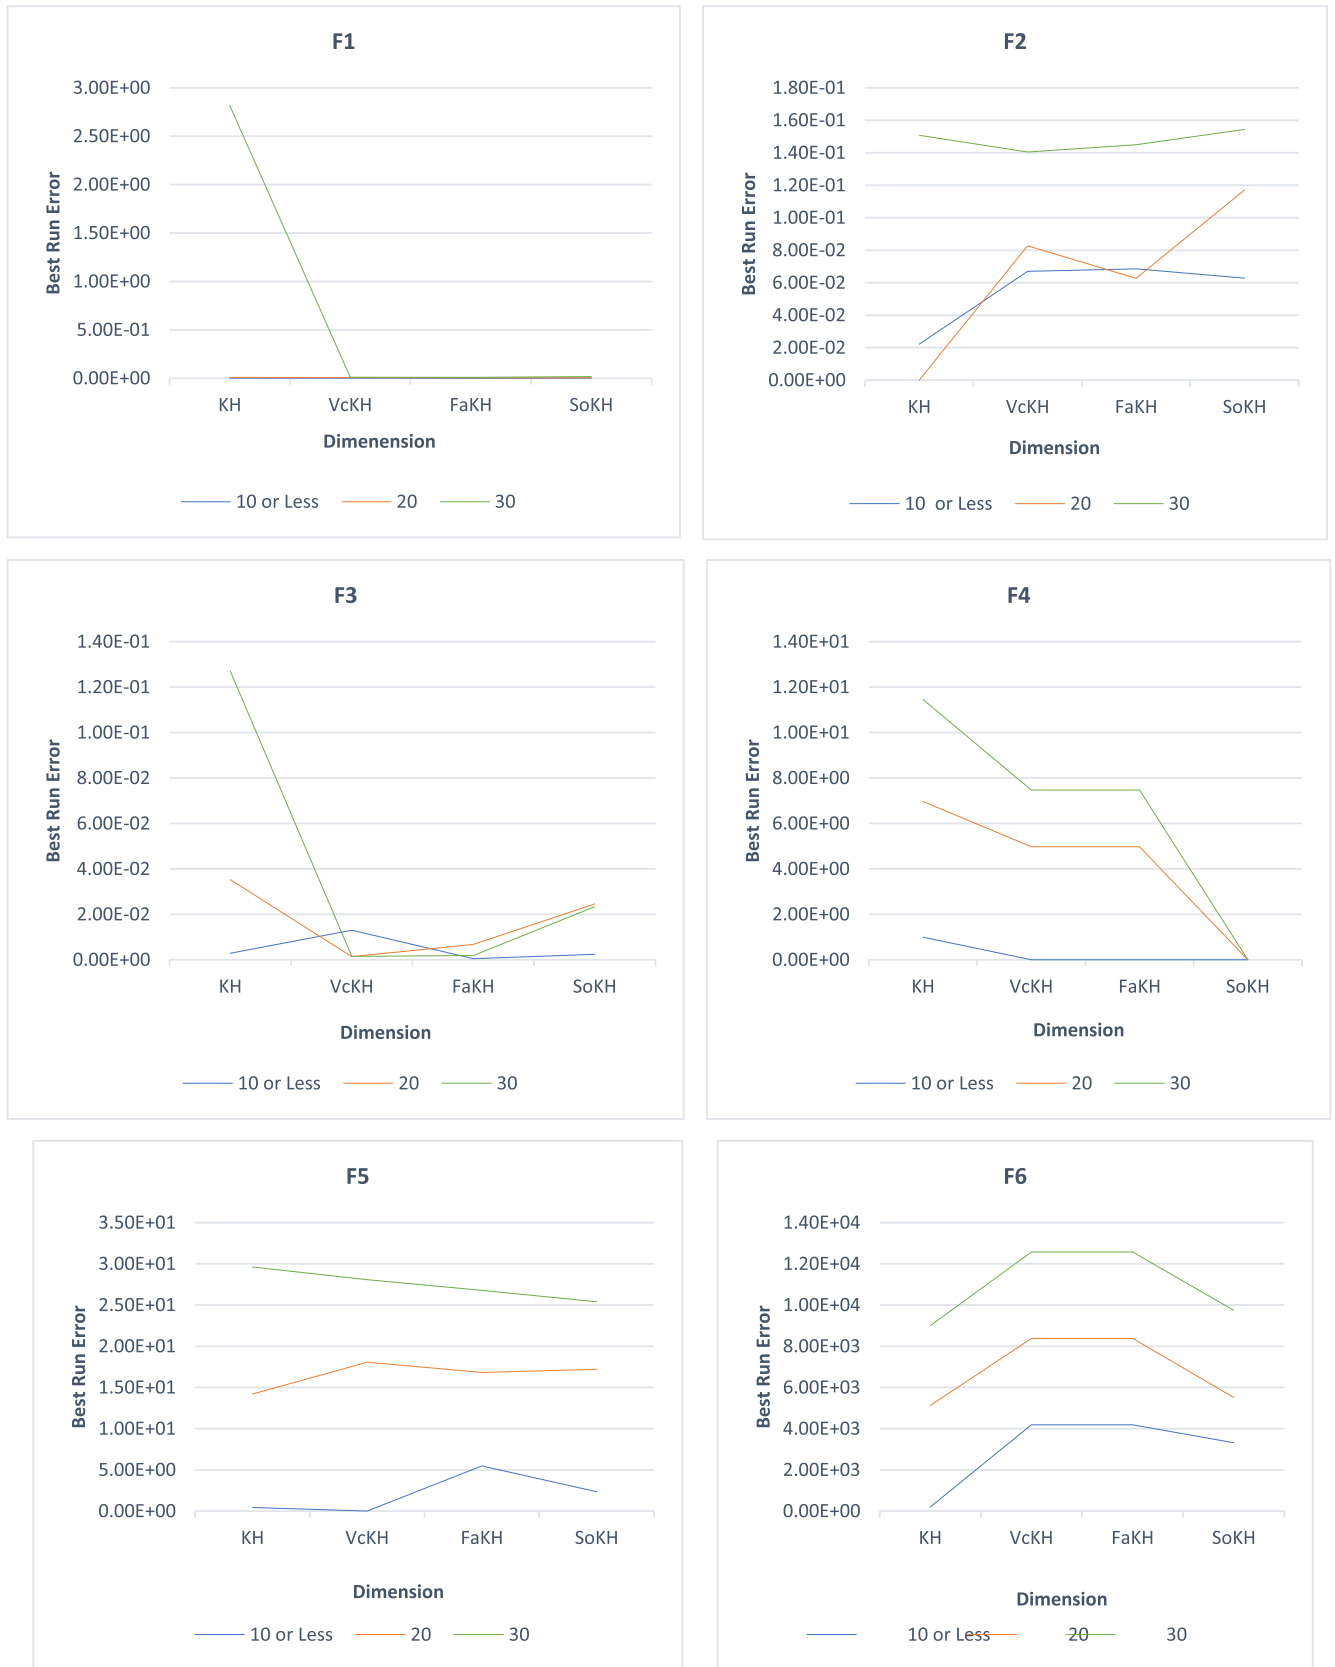 F1
3.00E+00
2.50E+00
2.00E+00
1.50E+00
1.00E+00
5.00E-01
0.00E+00
Best Run Error
KH VcKH FaKH SoKH
Dimenension
10 or Less 20 30
F2
1.80E-01
1.60E-01
1.40E-01
1.20E-01
1.00E-01
8.00E-02
6.00E-02
4.00E-02
2.00E-02
0.00E+00
Best Run Error
KH VcKH FaKH SoKH
Dimension
10 or Less 20 30
F3
1.40E-01
1.20E-01
1.00E-01
8.00E-02
6.00E-02
4.00E-02
2.00E-02
0.00E+00
Best Run Error
KH VcKH FaKH SoKH
Dimension
10 or Less 20 30
F4
1.40E+01
1.20E+01
1.00E+01
8.00E+00
6.00E+00
4.00E+00
2.00E+00
0.00E+00
Best Run Error
KH VcKH FaKH SoKH
Dimension
10 or Less 20 30
F5
3.50E+01
3.00E+01
2.50E+01
2.00E+01
1.50E+01
1.00E+01
5.00E+00
0.00E+00
Best Run Error
KH VcKH FaKH SoKH
Dimension
10 or Less 20 30
F6
1.40E+04
1.20E+04
1.00E+04
8.00E+03
6.00E+03
4.00E+03
2.00E+03
0.00E+00
Best Run Error
KH VcKH FaKH SoKH
Dimension
10 or Less 20 30